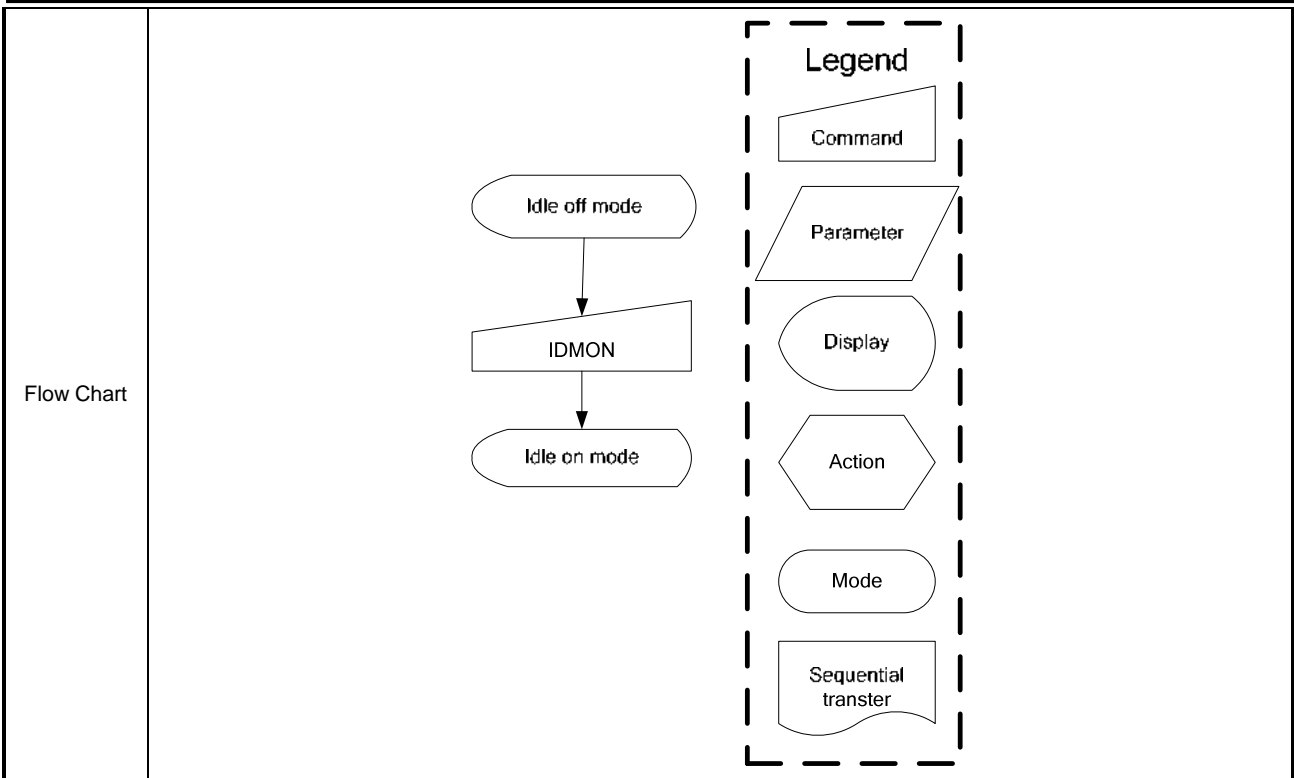 Flow Chart
Idle off mode
IDMON
Idle on mode
Legend
Command
Parameter
Display
Action
Mode
Sequential
transter